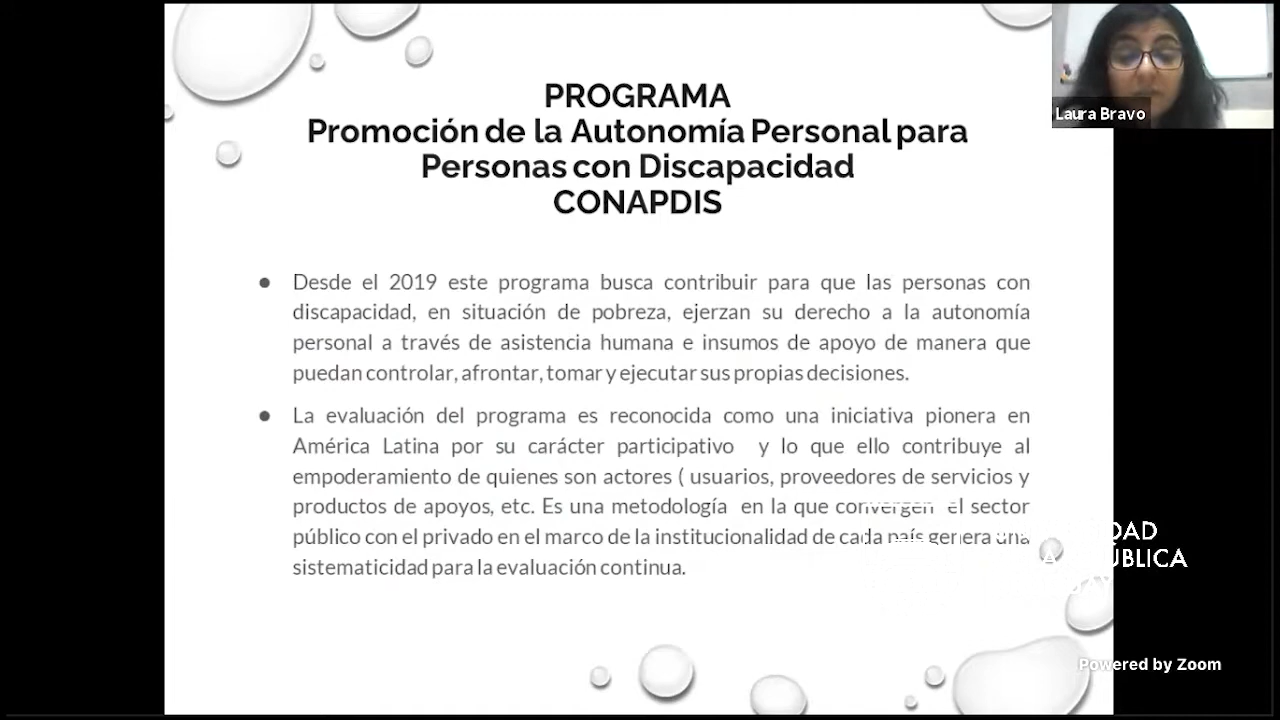 PROGRAMA
Promoción de la Autonomía Personal para
Personas con Discapacidad
CONAPDIS
Laura Bravo
Desde el 2019 este programa busca contribuir para que las personas con
discapacidad, en situación de pobreza, ejerzan su derecho a la autonomía
personal a través de asistencia humana e insumos de apoyo de manera que
puedan controlar, afrontar, tomar y ejecutar sus propias decisiones.
La evaluación del programa es reconocida como una iniciativa pionera en
América Latina por su carácter participativo y lo que ello contribuye al
empoderamiento de quienes son actores ( usuarios, proveedores de servicios y
productos de apoyos, etc. Es una metodología en la que convergen el sector
público con el privado en el marco de la institucionalidad de cada país genera una
sistematicidad para la evaluación continua.
Powered by Zoom